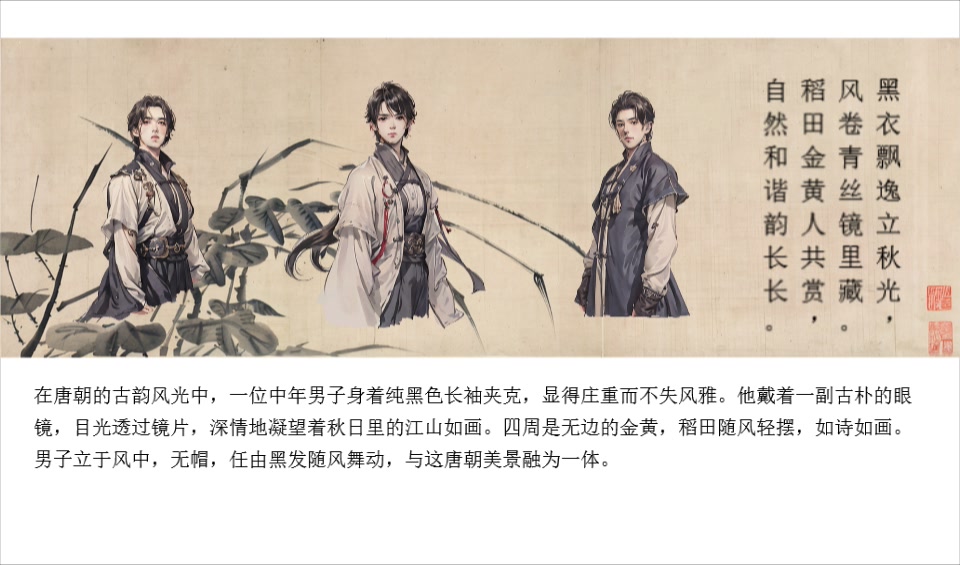 黑衣飘逸立秋光，
风卷青丝镜里藏。
稻田金黄人共赏，
自然和谐韵长长。
在唐朝的古韵风光中，一位中年男子身着纯黑色长袖夹克，显得庄重而不失风雅。他戴着一副古朴的眼
镜，目光透过镜片，深情地凝望着秋日里的江山如画。四周是无边的金黄，稻田随风轻摆，如诗如画。
男子立于风中，无帽，任由黑发随风舞动，与这唐朝美景融为一体。